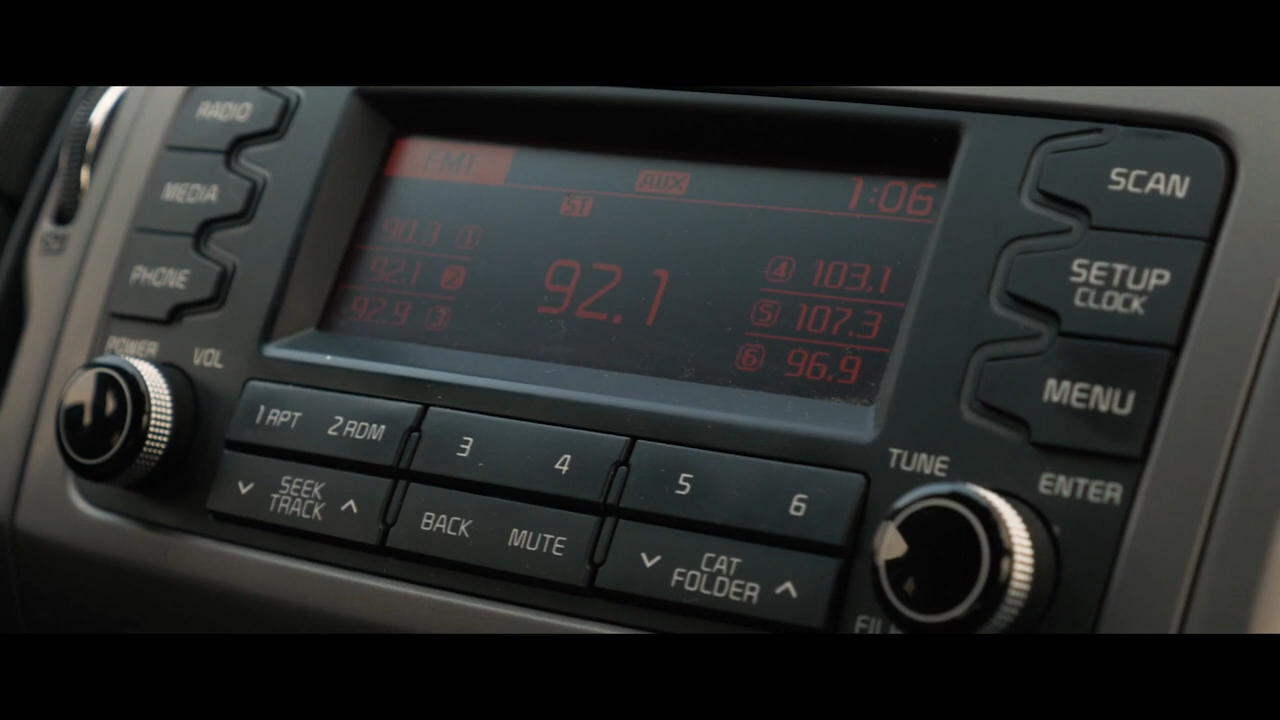 RADIO
MEDIA
PHONE
POWER
VOL
FM1
AUX
1:06
ST
90.3 1
92.1 2
92.9 3
92.1
4 103.1
5 107.3
6 96.9
SCAN
SETUP
CLOCK
MENU
1 RPT 2 RDM
3 4
5 6
SEEK
TRACK
BACK MUTE
CAT
FOLDER
TUNE
ENTER